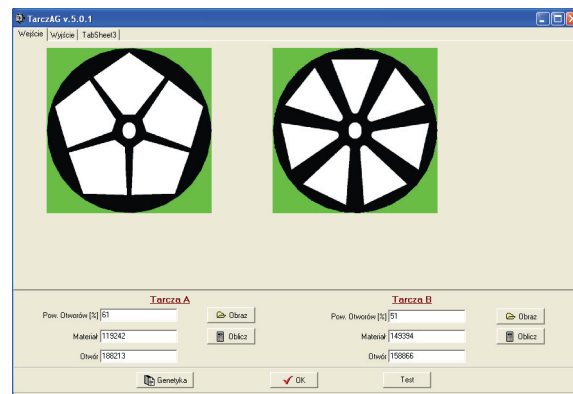 TarczAG v.5.0.1
Wejście Wyjście TabSheet3
Tarcza A Tarcza B
Pow. Otworów [%] 61 Obraz Pow. Otworów [%] 51 Obraz
Materiał 119242 Oblicz Materiał 149394 Oblicz
Otwór 188213 Otwór 158866
Genetyka OK Test